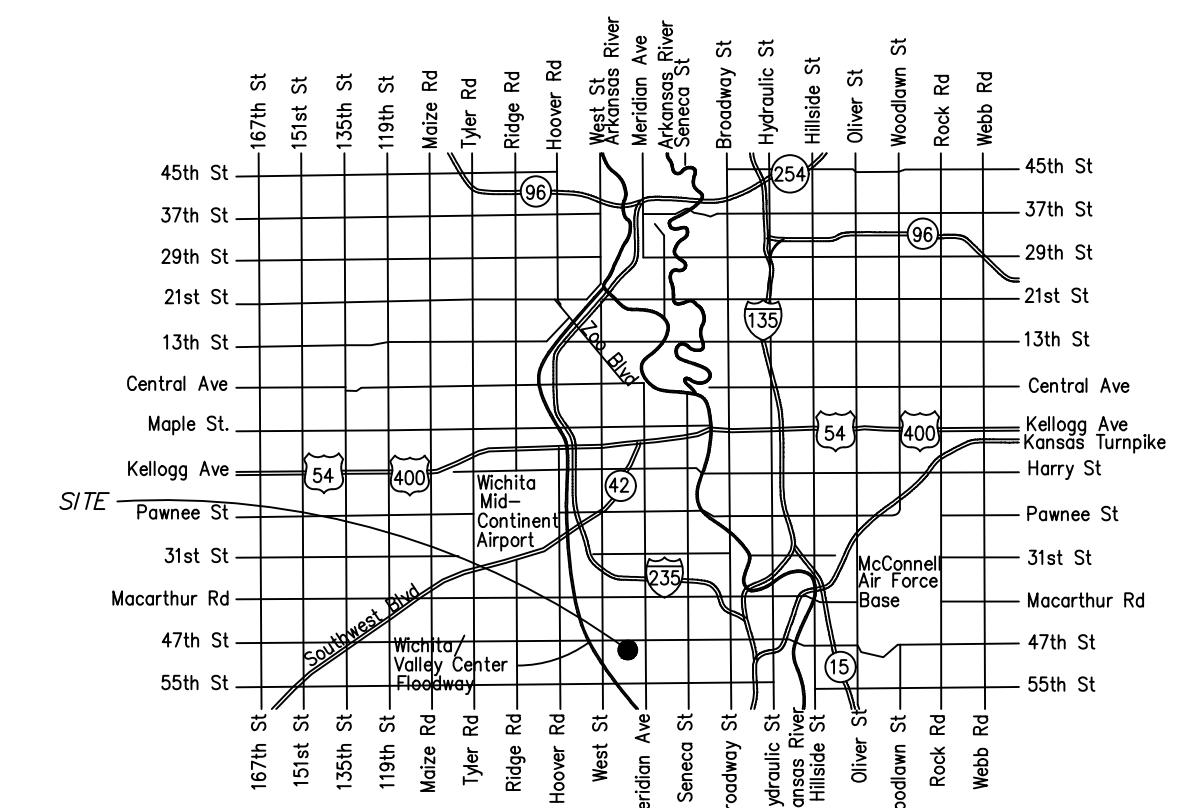 167th St
151st St
135th St
119th St
Maize Rd
Tyler Rd
Ridge Rd
Hoover Rd
West St
Arkansas River
Meridian Ave
Arkansas River
Seneca St
Broadway St
Hydraulic St
Hillside St
Oliver St
Woodlawn St
Rock Rd
Webb Rd
45th St
254
45th St
96
37th St
37th St
96
29th St
29th St
21st St
21st St
135
13th St
Zoo Blvd
13th St
Central Ave
Central Ave
Maple St.
54
400
Kellogg Ave
Kansas Turnpike
Kellogg Ave
54
400
Harry St
SITE
Wichita
Mid-
Continent
Airport
42
Pawnee St
Pawnee St
31st St
31st St
235
McConnell
Air Force
Base
Macarthur Rd
Macarthur Rd
Southwest Blvd
47th St
47th St
Wichita/
Valley Center
Floodway
15
55th St
55th St
167th St
151st St
135th St
119th St
Maize Rd
Tyler Rd
Ridge Rd
Hoover Rd
West St
eridian Ave
Seneca St
roadway St
ydraulic St
ansas River
Hillside St
Oliver St
oodlawn St
Rock Rd
Webb Rd